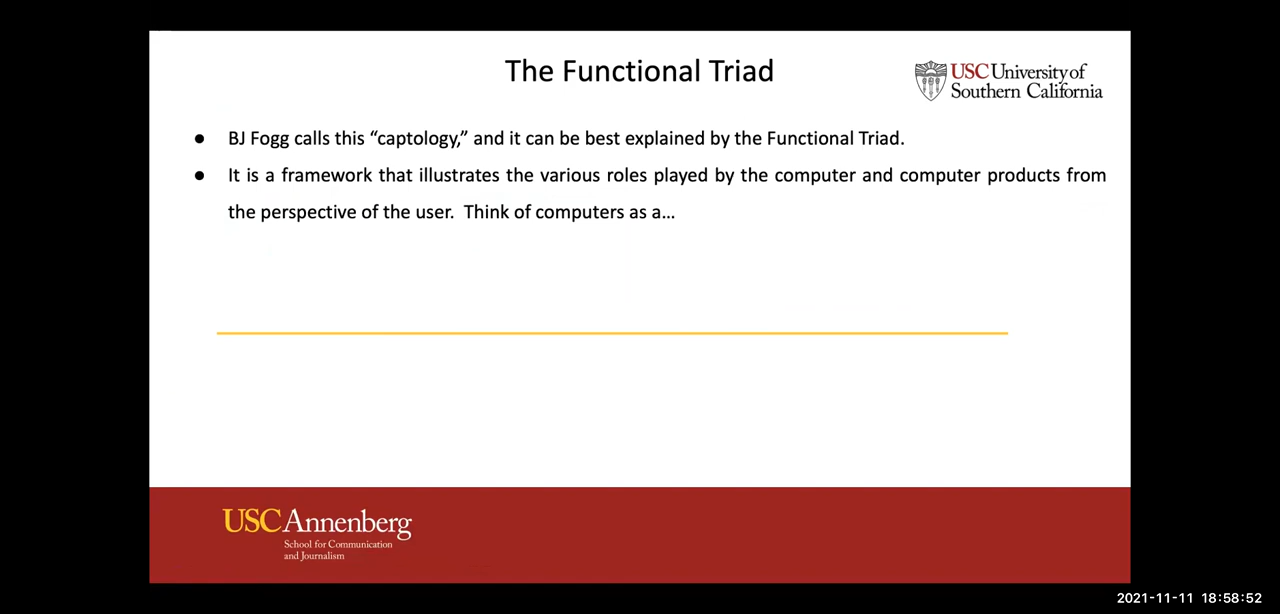 The Functional Triad
USC University of
Southern California
● BJ Fogg calls this “captology,” and it can be best explained by the Functional Triad.
● It is a framework that illustrates the various roles played by the computer and computer products from
the perspective of the user.  Think of computers as a…
USC Annenberg
School for Communication
and Journalism
2021-11-11 18:58:52